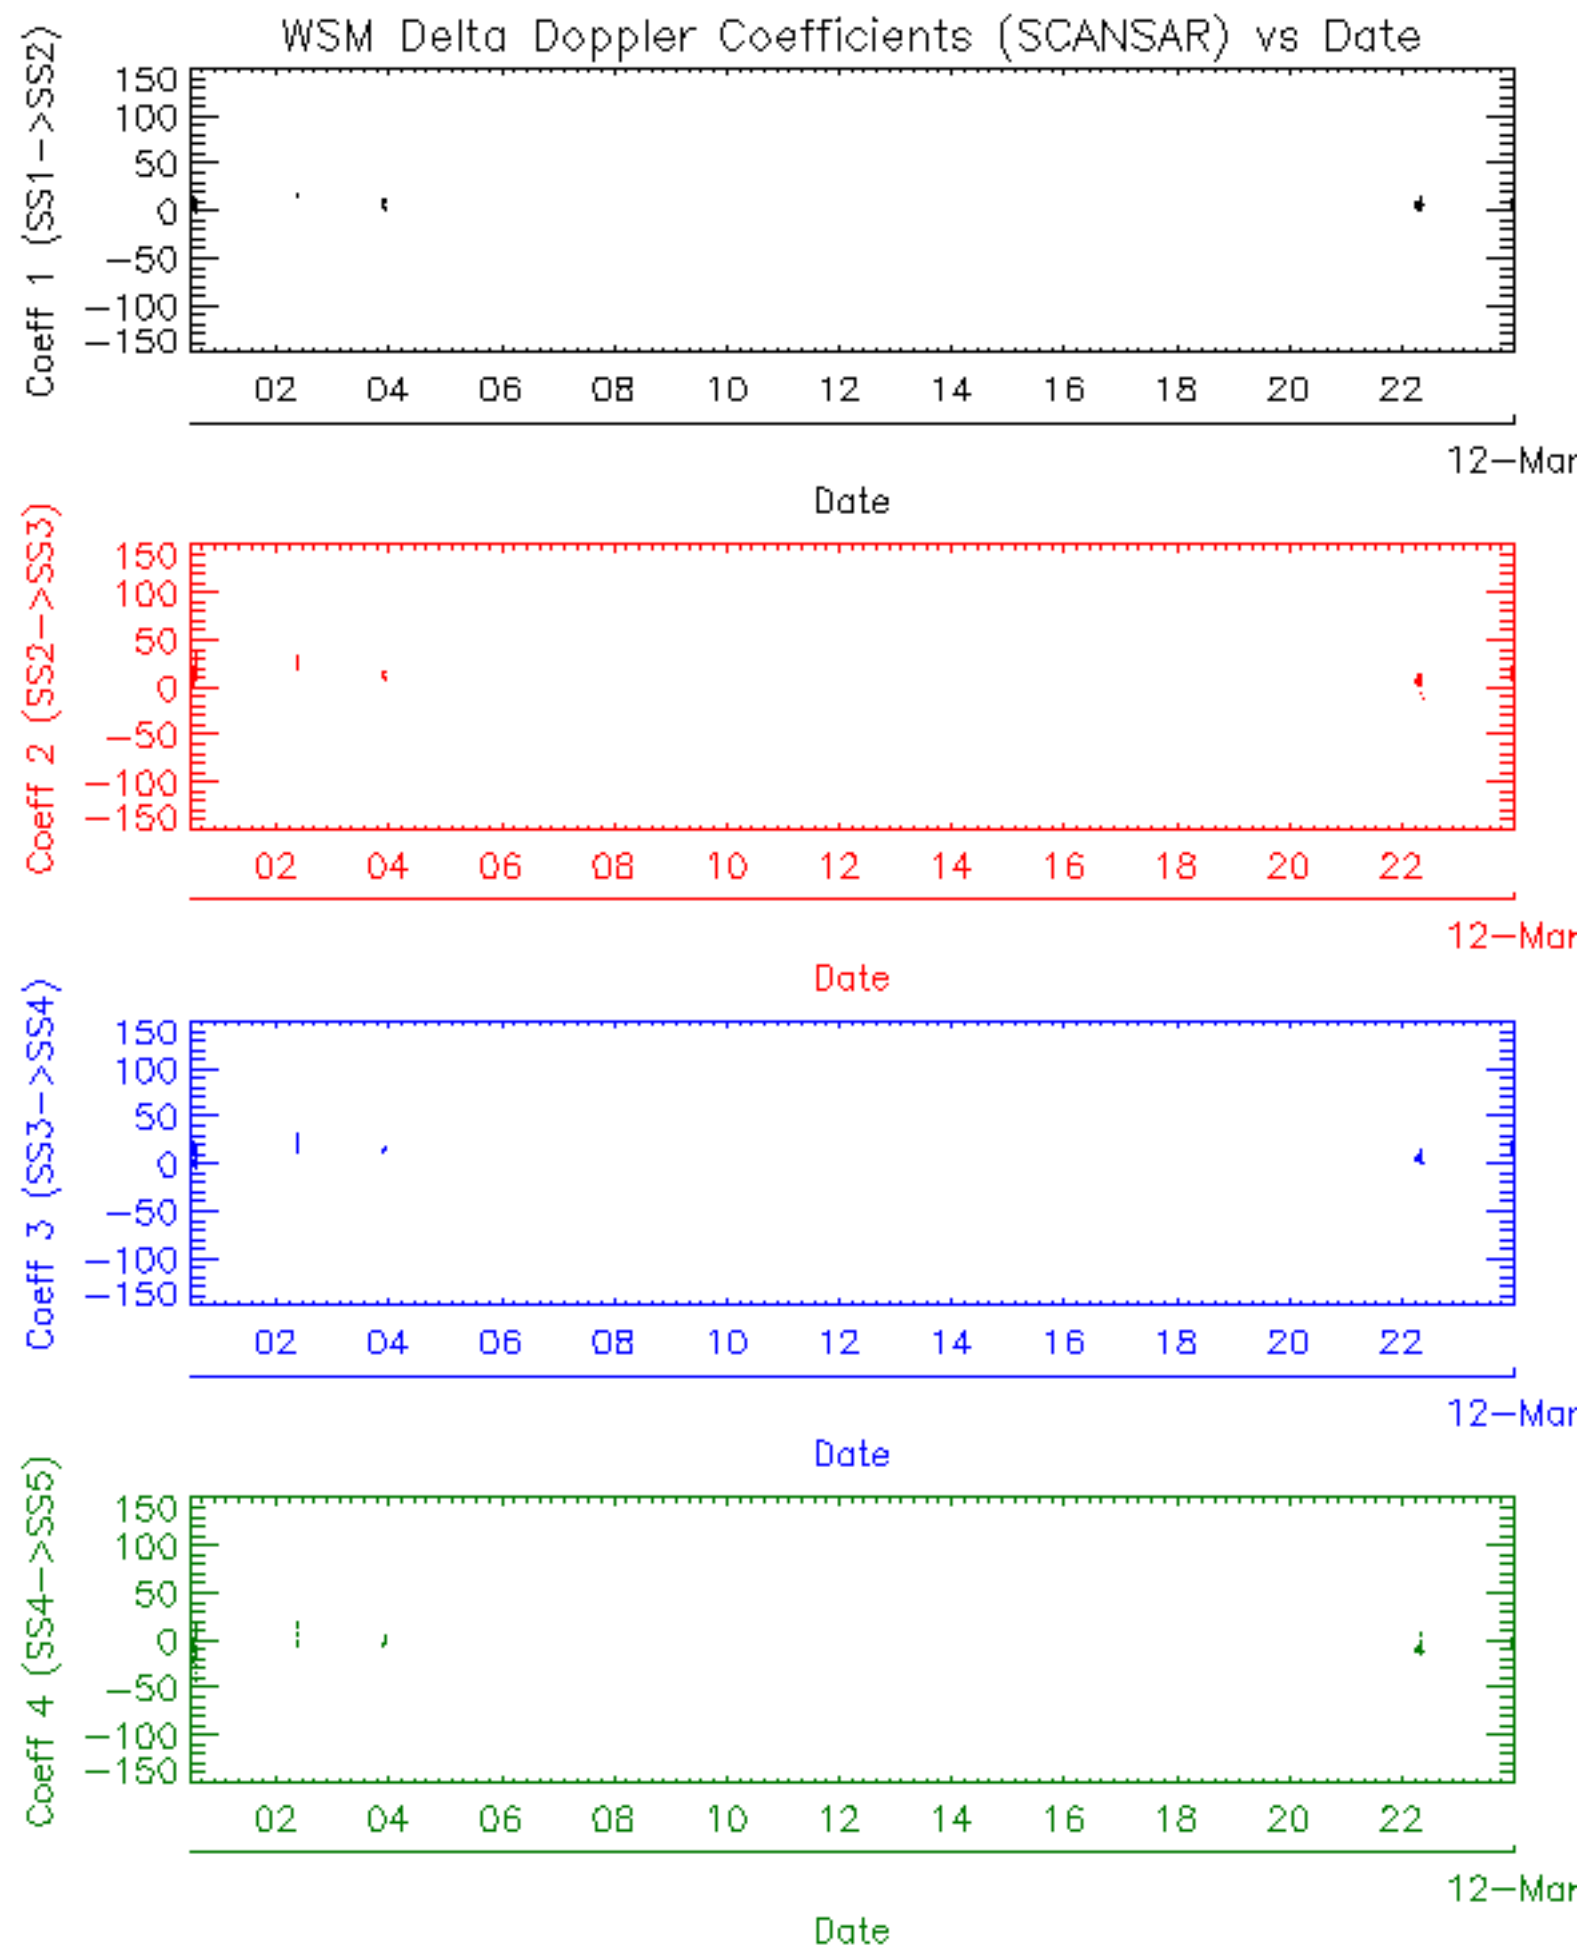 WSM Delta Doppler Coefficients (SCANSAR) vs Date
Coeff 1 (SS1->SS2)
150
100
50
0
-50
-100
-150
02 04 06 08 10 12 14 16 18 20 22
12-Mar
Date
Coeff 2 (SS2->SS3)
150
100
50
0
-50
-100
-150
02 04 06 08 10 12 14 16 18 20 22
12-Mar
Date
Coeff 3 (SS3->SS4)
150
100
50
0
-50
-100
-150
02 04 06 08 10 12 14 16 18 20 22
12-Mar
Date
Coeff 4 (SS4->SS5)
150
100
50
0
-50
-100
-150
02 04 06 08 10 12 14 16 18 20 22
12-Mar
Date